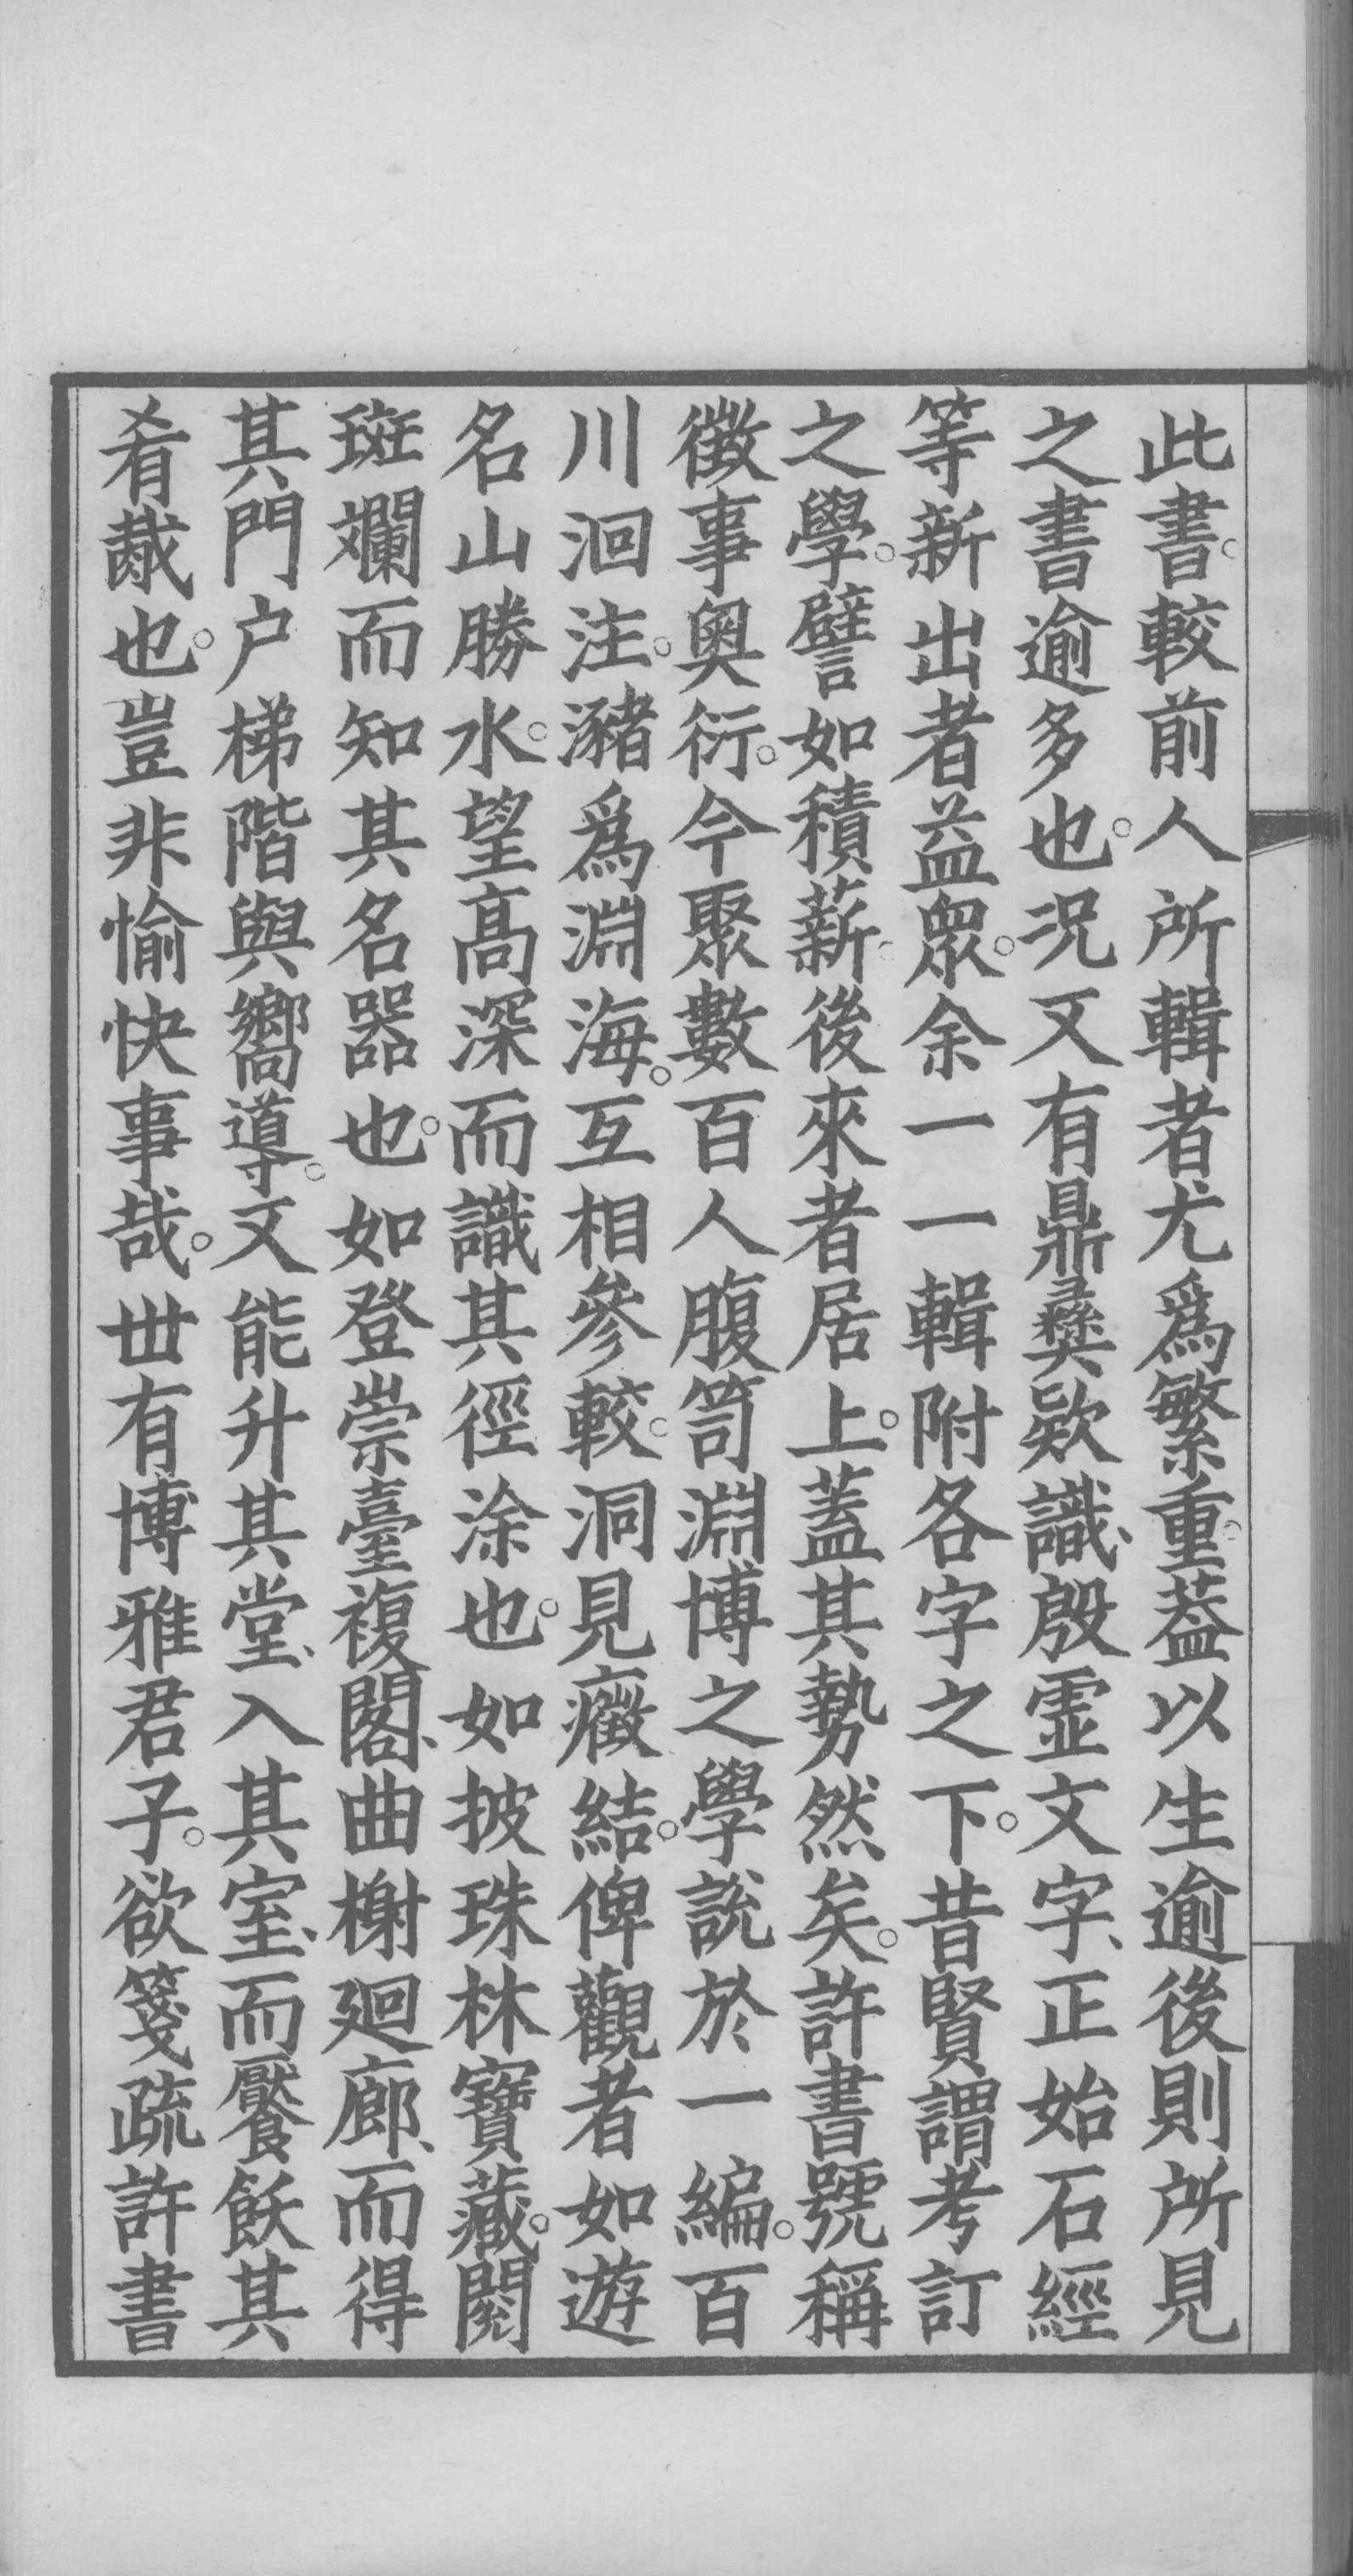 此書。較前人所輯者尤爲繁重。葢以生逾後則所見
之書逾多也。况又有鼎彝欵識、殷虛文字、正始石經
等新出者益眾。余一一輯附各字之下。昔賢謂考訂
之學。譬如積薪。後來者居上。蓋其勢然矣。許書號稱
徵事奧衍。今聚數百人腹笥淵博之學說於一編。百
川洄注。瀦爲淵海。互相參較。洞見癥結。俾觀者如遊
名山勝水。望高深而識其徑涂也。如披珠林寶藏。閱
斑斕而知其名器也。如登崇臺複閣、曲榭廻廊、而得
其門户梯階與嚮導。又能升其堂、入其室、而饜飫其
肴胾也。豈非愉快事哉。丗有博雅君子。欲箋疏許書